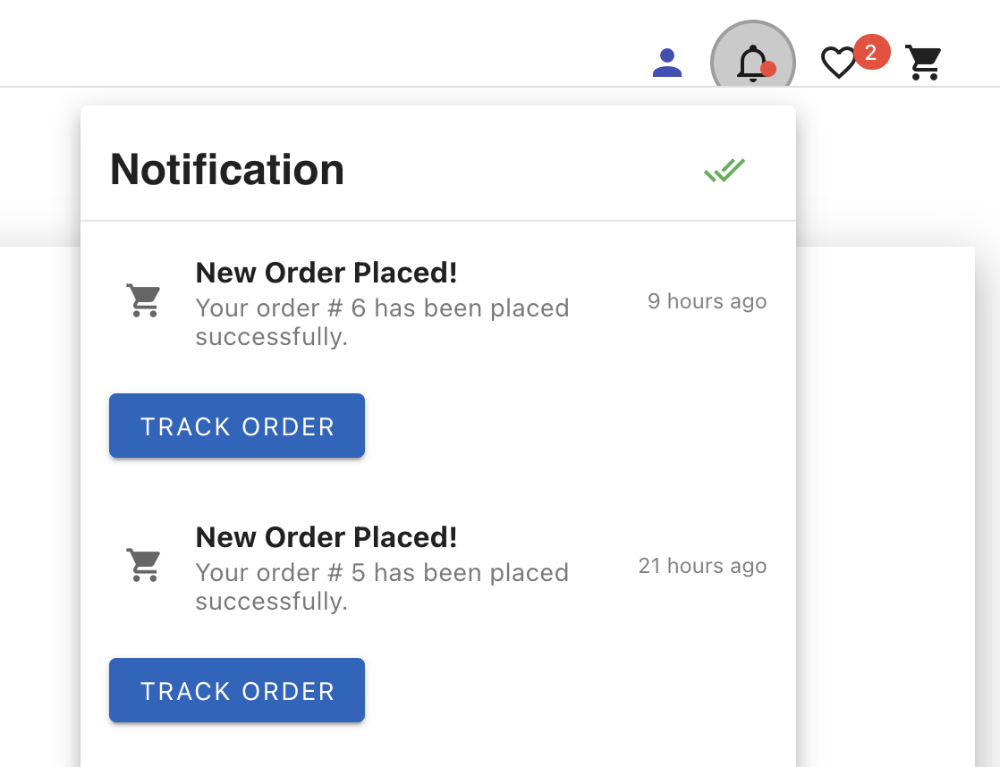 2
Notification
New Order Placed!
Your order # 6 has been placed
successfully.
9 hours ago
TRACK ORDER
New Order Placed!
Your order # 5 has been placed
successfully.
21 hours ago
TRACK ORDER